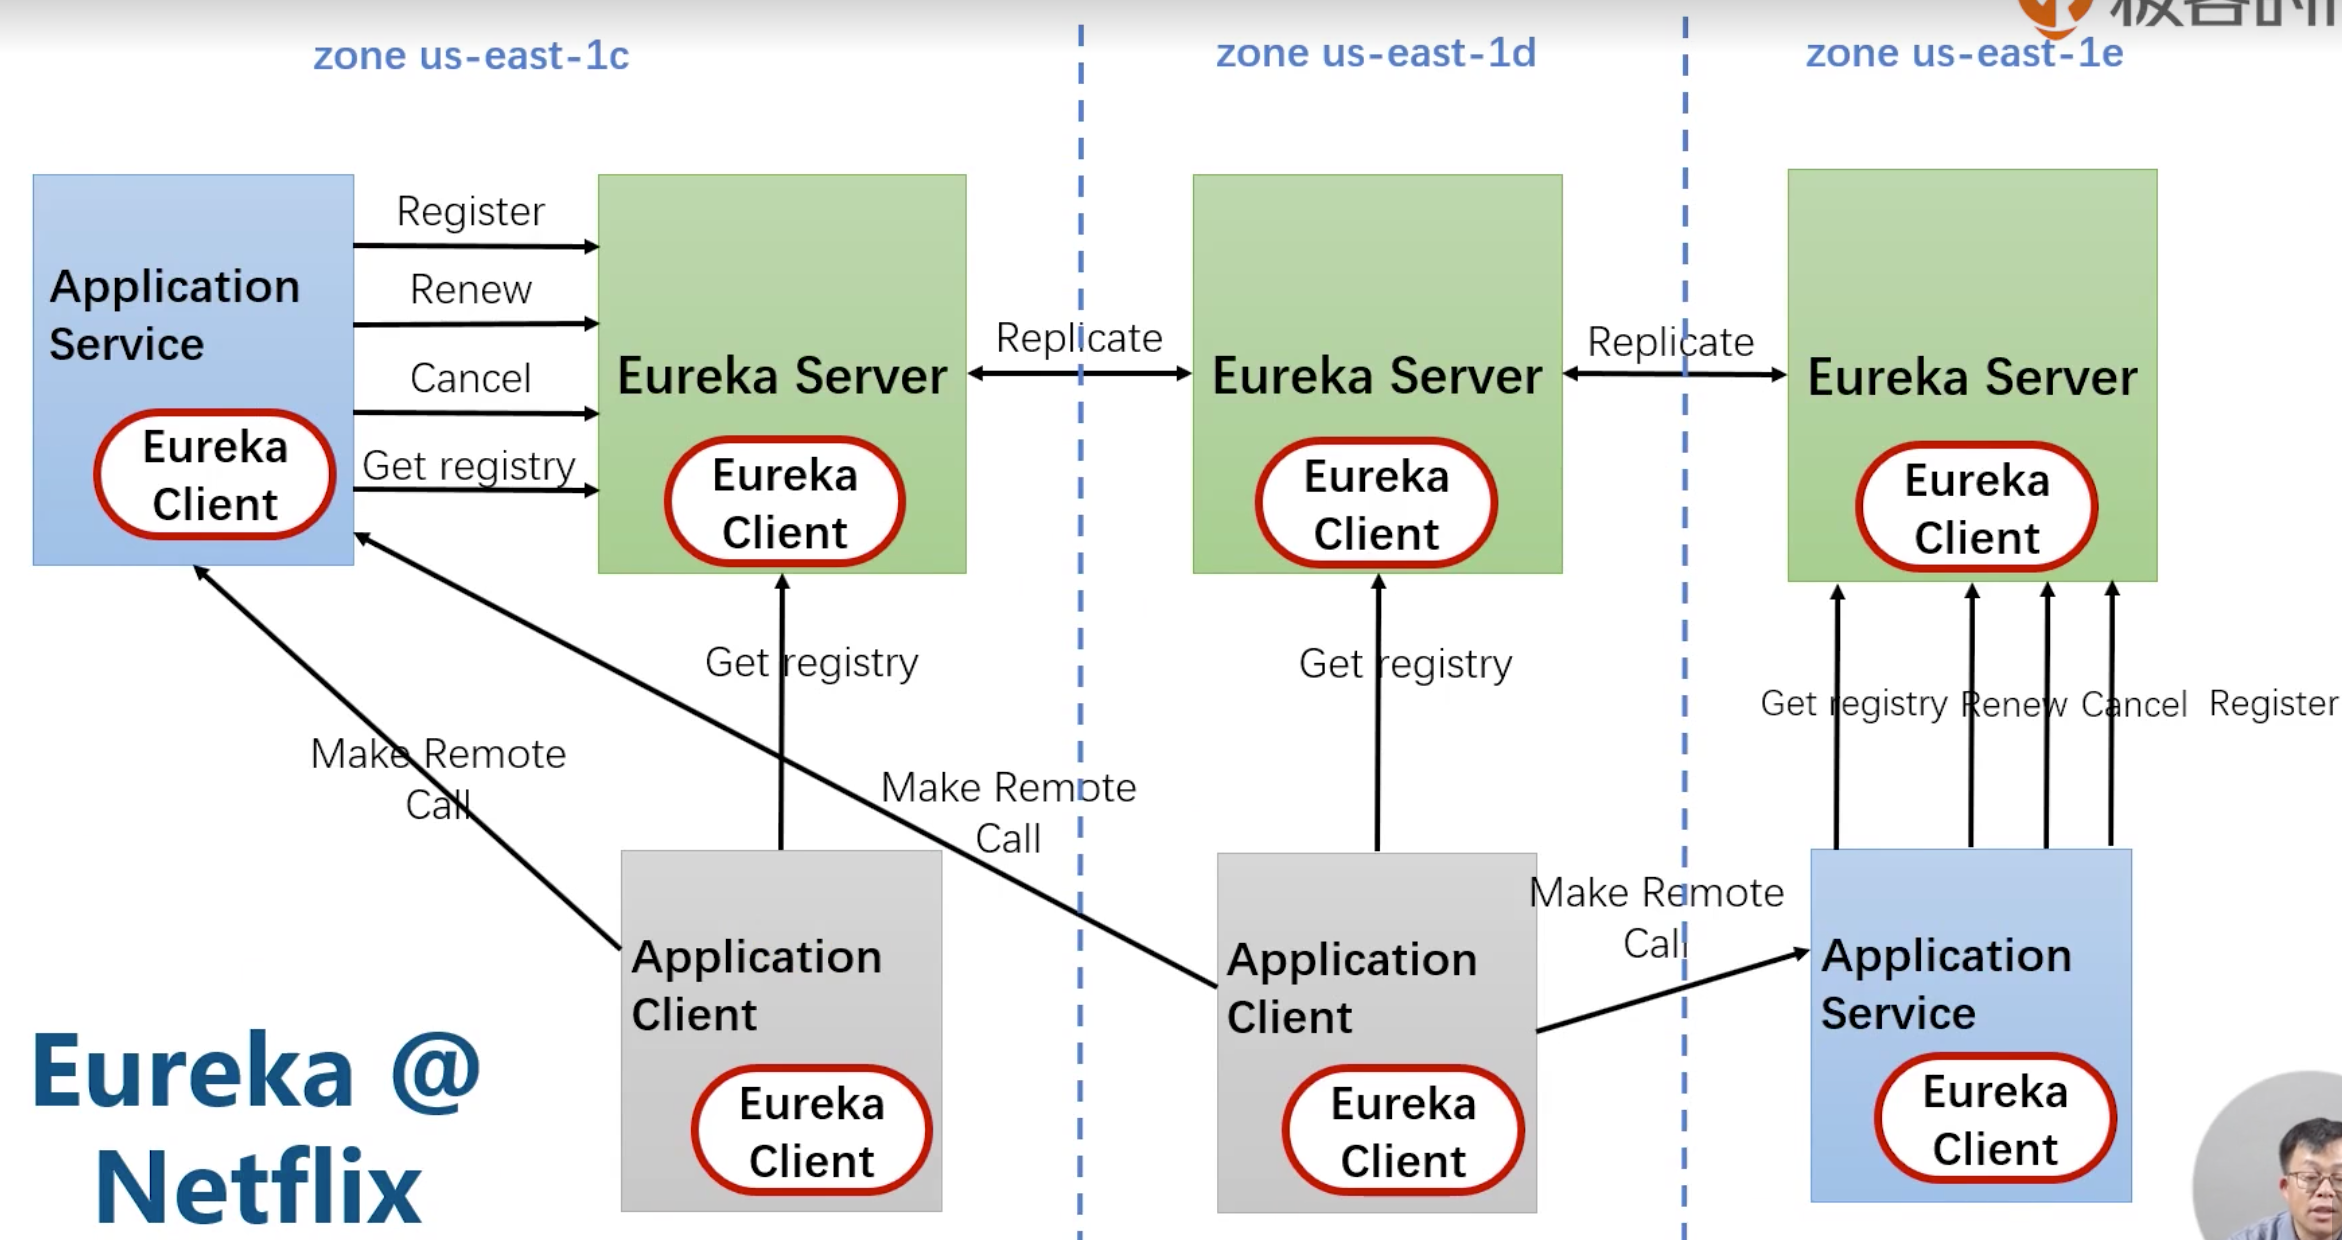 zone us-east-1c
zone us-east-1d
zone us-east-1e
Application
Service
Eureka
Client
Register
Renew
Cancel
Get registry
Eureka Server
Eureka
Client
Replicate
Eureka Server
Eureka
Client
Replicate
Eureka Server
Eureka
Client
Make Remote
Call
Get registry
Make Remote
Call
Get registry
Make Remote
Call
Get registry
Renew
Cancel
Register
Application
Client
Eureka
Client
Application
Client
Eureka
Client
Application
Service
Eureka
Client
Eureka @
Netflix